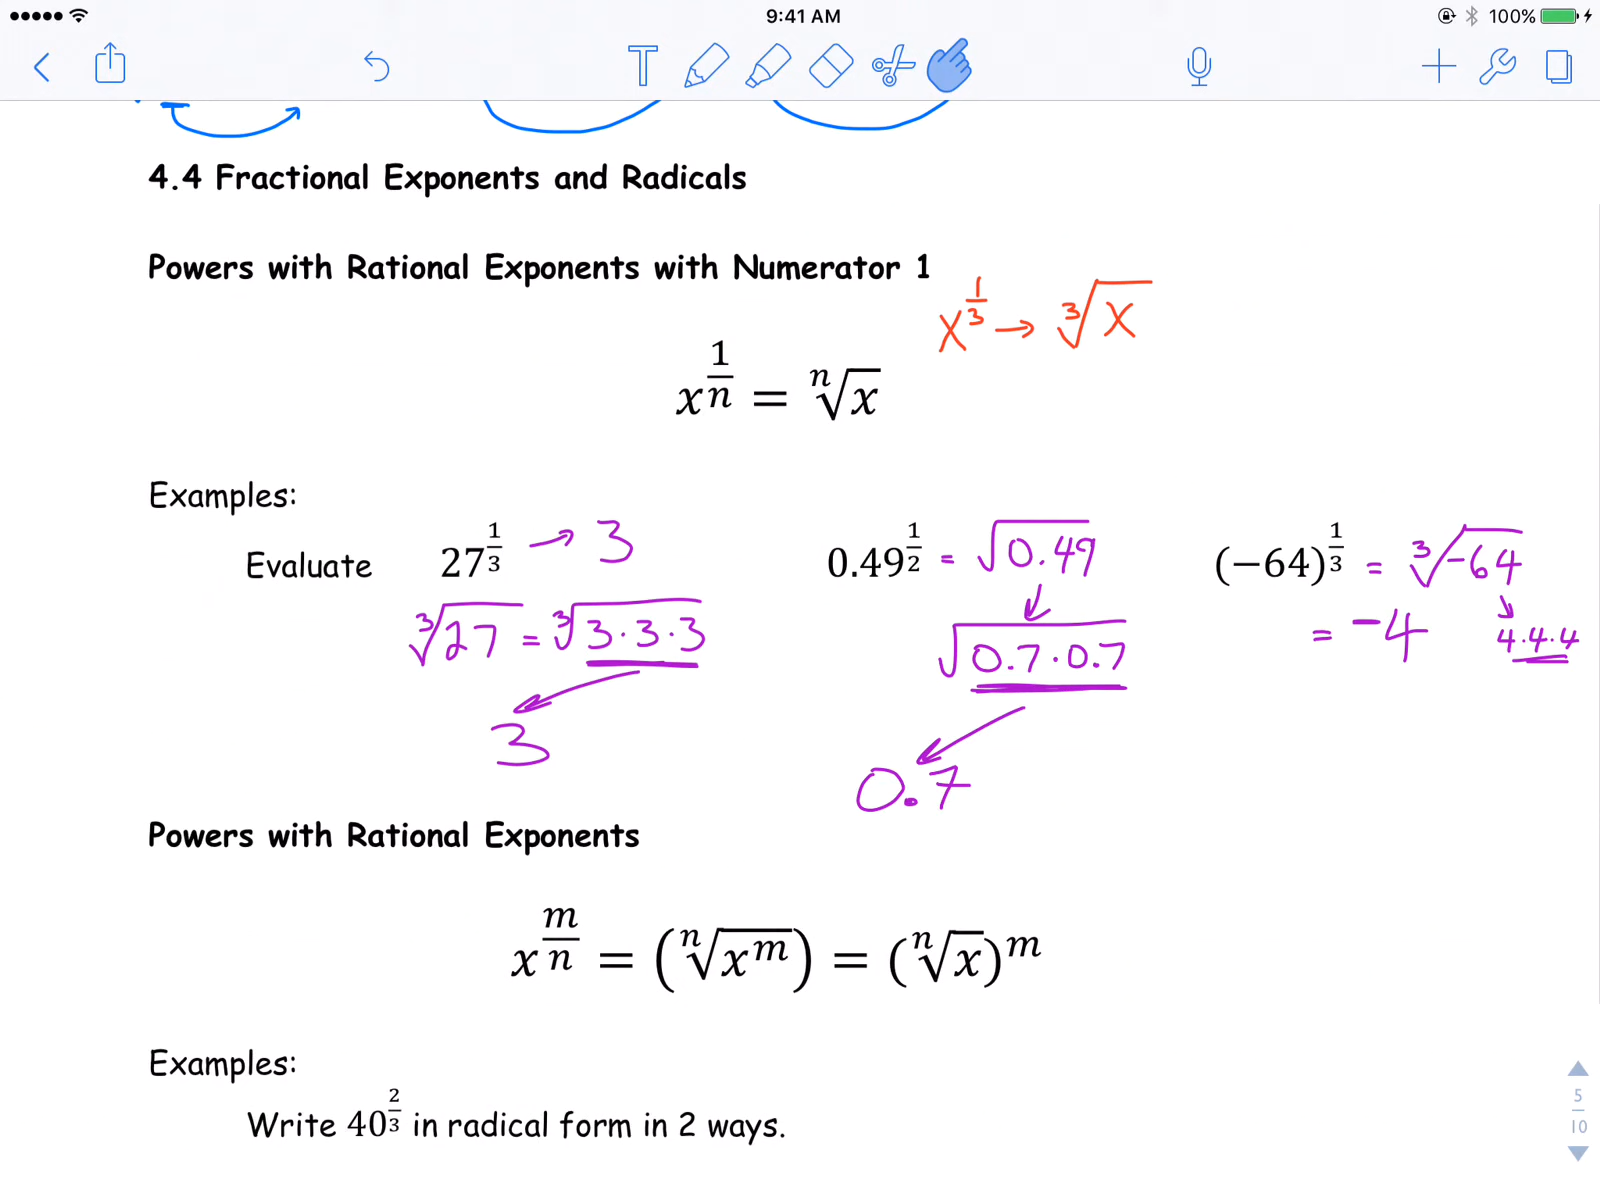 9:41 AM 100%
T
4.4 Fractional Exponents and Radicals
Powers with Rational Exponents with Numerator 1
x^(1/3) → ∛x
x^(1/n) = ⁿ√x
Examples:
Evaluate 27^(1/3) → 3 0.49^(1/2) = √0.49 (−64)^(1/3) = ∛-64
∛27 = ∛3·3·3 √0.7·0.7 = -4 4·4·4
3 0.7
Powers with Rational Exponents
x^(m/n) = (ⁿ√x^m) = (ⁿ√x)^m
Examples:
Write 40^(2/3) in radical form in 2 ways.
5
10